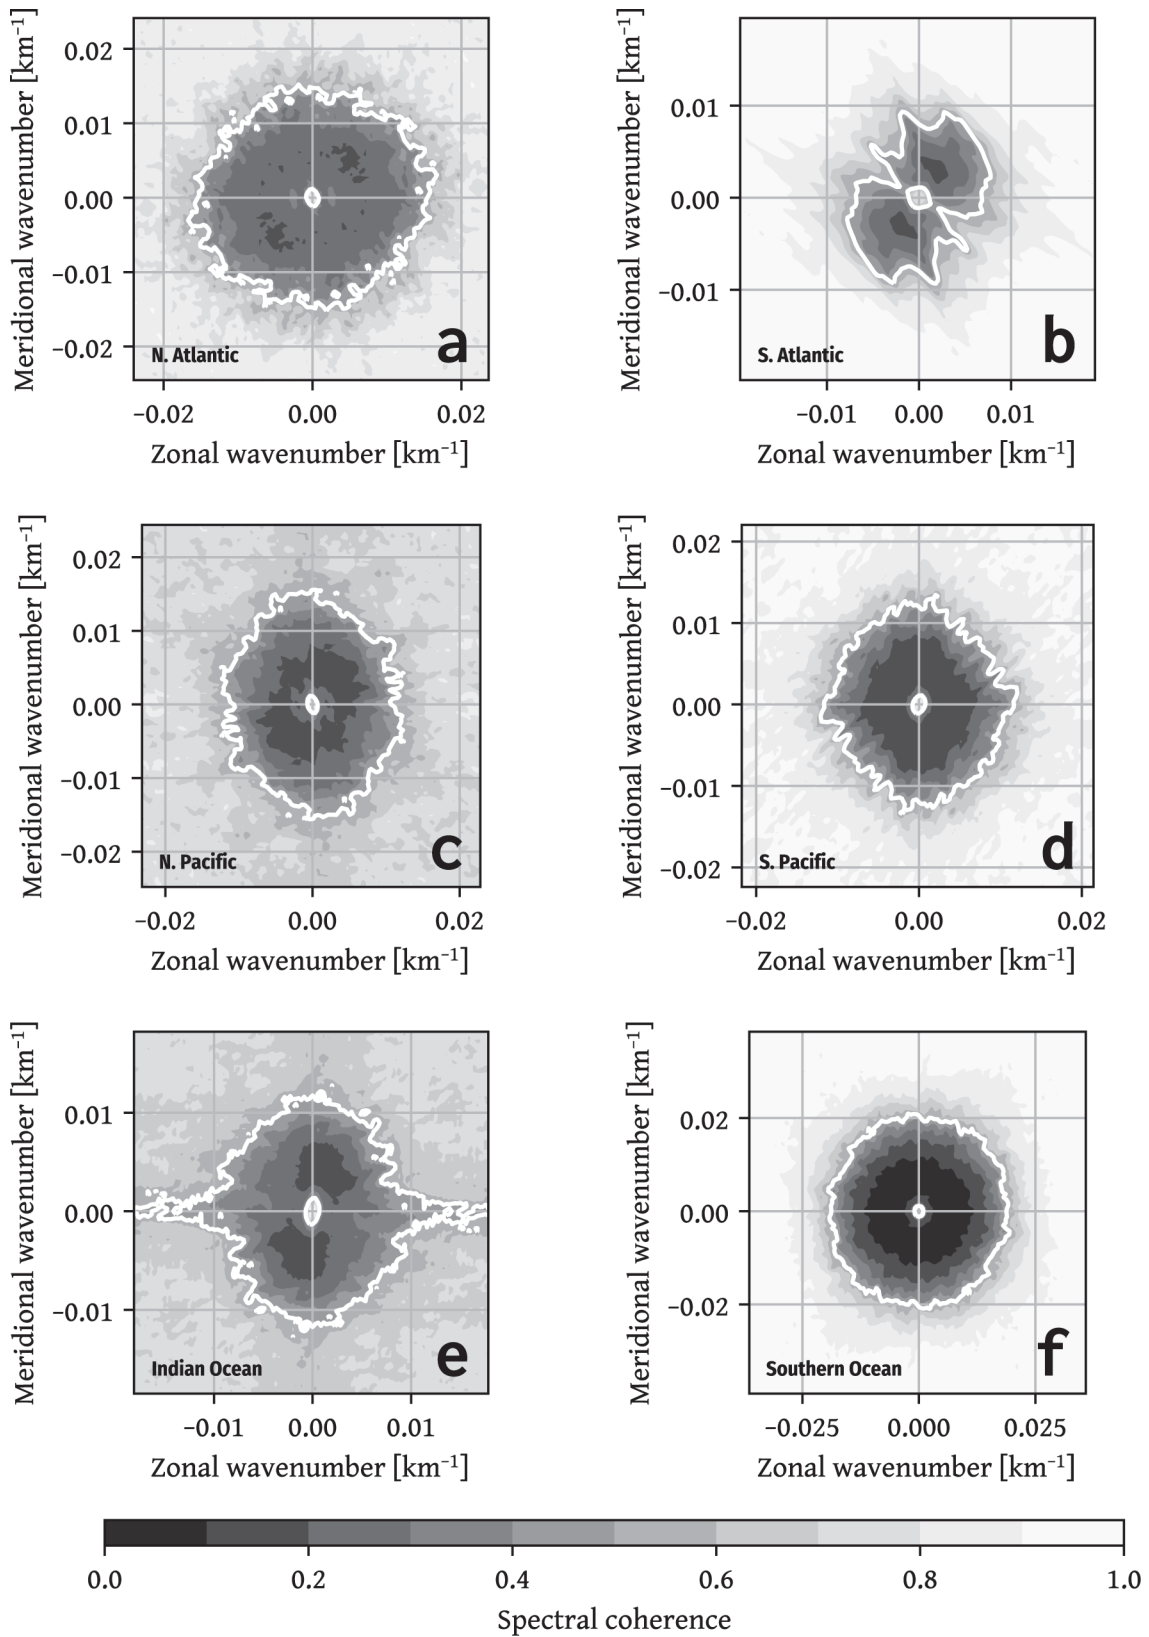 Meridional wavenumber [km⁻¹]
0.02
0.01
0.00
−0.01
−0.02
N. Atlantic
a
−0.02 0.00 0.02
Zonal wavenumber [km⁻¹]
Meridional wavenumber [km⁻¹]
0.01
0.00
−0.01
S. Atlantic
b
−0.01 0.00 0.01
Zonal wavenumber [km⁻¹]
Meridional wavenumber [km⁻¹]
0.02
0.01
0.00
−0.01
−0.02
N. Pacific
c
−0.02 0.00 0.02
Zonal wavenumber [km⁻¹]
Meridional wavenumber [km⁻¹]
0.02
0.01
0.00
−0.01
−0.02
S. Pacific
d
−0.02 0.00 0.02
Zonal wavenumber [km⁻¹]
Meridional wavenumber [km⁻¹]
0.01
0.00
−0.01
Indian Ocean
e
−0.01 0.00 0.01
Zonal wavenumber [km⁻¹]
Meridional wavenumber [km⁻¹]
0.02
0.00
−0.02
Southern Ocean
f
−0.025 0.000 0.025
Zonal wavenumber [km⁻¹]
0.0 0.2 0.4 0.6 0.8 1.0
Spectral coherence